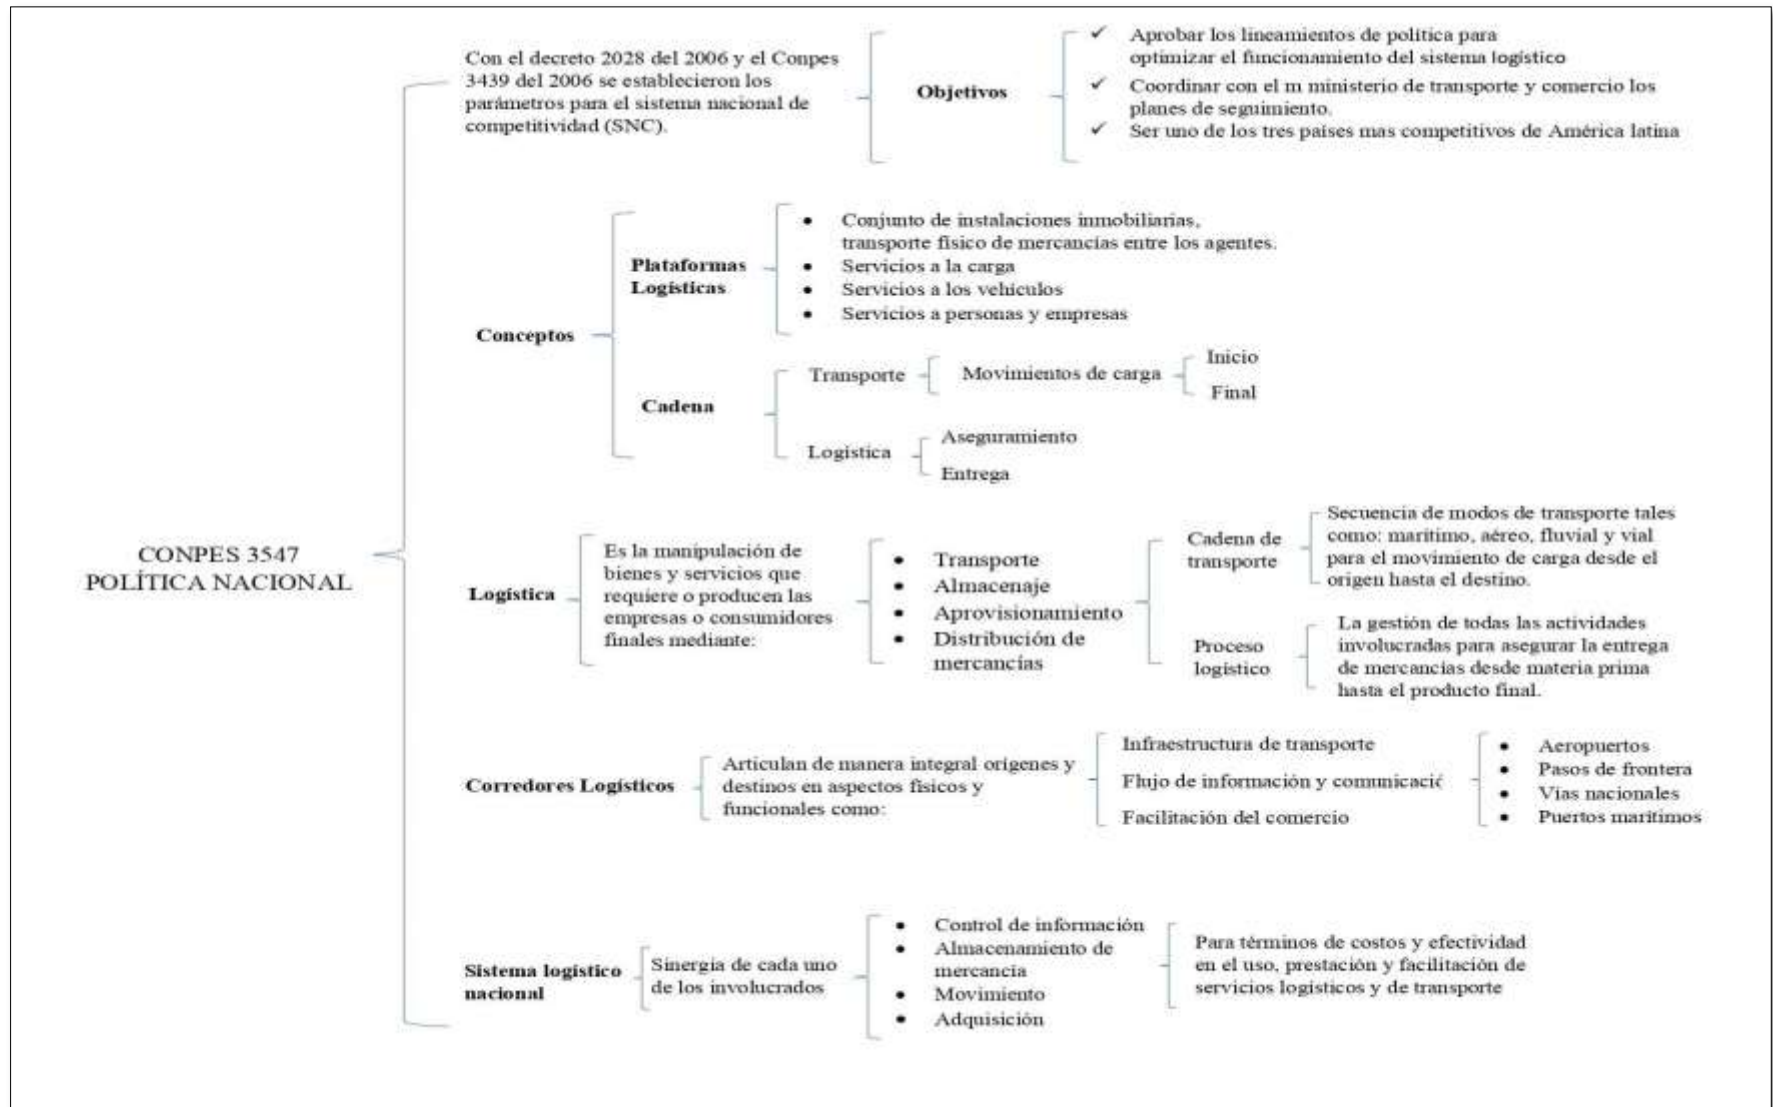 CONPES 3547
POLÍTICA NACIONAL
Con el decreto 2028 del 2006 y el Conpes
3439 del 2006 se establecieron los
parámetros para el sistema nacional de
competitividad (SNC).
Objetivos
✓ Aprobar los lineamientos de política para
optimizar el funcionamiento del sistema logístico
✓ Coordinar con el m ministerio de transporte y comercio los
planes de seguimiento.
✓ Ser uno de los tres países mas competitivos de América latina
Conceptos
Plataformas
Logísticas
• Conjunto de instalaciones inmobiliarias,
transporte físico de mercancías entre los agentes.
• Servicios a la carga
• Servicios a los vehículos
• Servicios a personas y empresas
Cadena
Transporte
Movimientos de carga
Inicio
Final
Logística
Aseguramiento
Entrega
Logística
Es la manipulación de
bienes y servicios que
requiere o producen las
empresas o consumidores
finales mediante:
• Transporte
• Almacenaje
• Aprovisionamiento
• Distribución de
mercancías
Cadena de
transporte
Secuencia de modos de transporte tales
como: marítimo, aéreo, fluvial y vial
para el movimiento de carga desde el
origen hasta el destino.
Proceso
logístico
La gestión de todas las actividades
involucradas para asegurar la entrega
de mercancías desde materia prima
hasta el producto final.
Corredores Logísticos
Articulan de manera integral orígenes y
destinos en aspectos físicos y
funcionales como:
Infraestructura de transporte
Flujo de información y comunicació
Facilitación del comercio
• Aeropuertos
• Pasos de frontera
• Vías nacionales
• Puertos marítimos
Sistema logístico
nacional
Sinergia de cada uno
de los involucrados
• Control de información
• Almacenamiento de
mercancía
• Movimiento
• Adquisición
Para términos de costos y efectividad
en el uso, prestación y facilitación de
servicios logísticos y de transporte